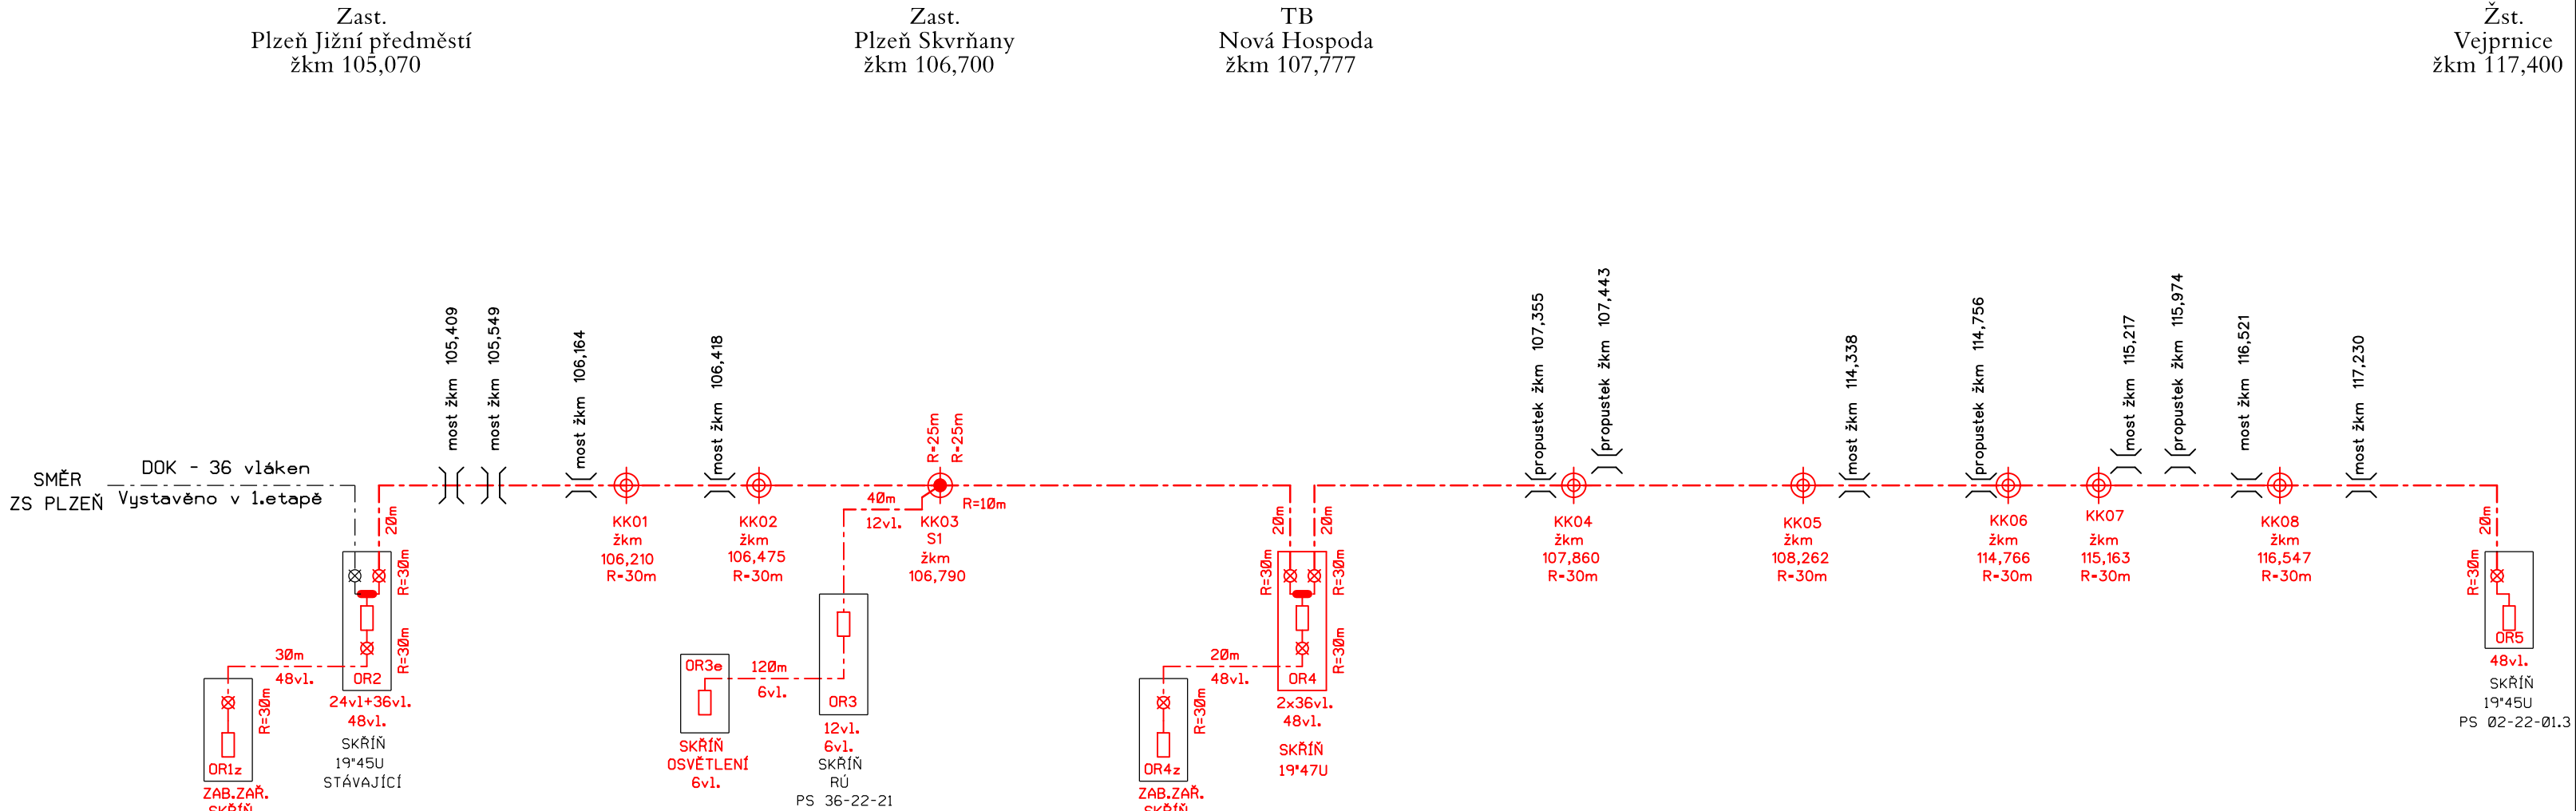 Zast.
Plzeň Jižní předměstí
žkm 105,070
Zast.
Plzeň Skvrňany
žkm 106,700
TB
Nová Hospoda
žkm 107,777
Žst.
Vejprnice
žkm 117,400
SMĚR
ZS PLZEŇ
DOK - 36 vláken
Vystavěno v 1.etapě
most žkm 105,409
most žkm 105,549
most žkm 106,164
most žkm 106,418
R=25m
R=25m
propustek žkm 107,355
propustek žkm 107,443
most žkm 114,338
propustek žkm 114,756
most žkm 115,217
propustek žkm 115,974
most žkm 116,521
most žkm 117,230
20m
R=30m
R=30m
OR2
24vl+36vl.
48vl.
SKŘÍŇ
19"45U
STÁVAJÍCÍ
30m
48vl.
R=30m
OR1z
ZAB.ZAŘ.
SKŘÍŇ
KK01
žkm
106,210
R=30m
KK02
žkm
106,475
R=30m
40m
12vl.
KK03
S1
žkm
106,790
R=10m
OR3e
120m
6vl.
SKŘÍŇ
OSVĚTLENÍ
6vl.
OR3
12vl.
6vl.
SKŘÍŇ
RÚ
PS 36-22-21
20m
20m
R=30m
R=30m
R=30m
OR4
2x36vl.
48vl.
SKŘÍŇ
19"47U
20m
48vl.
R=30m
OR4z
ZAB.ZAŘ.
SKŘÍŇ
KK04
žkm
107,860
R=30m
KK05
žkm
108,262
R=30m
KK06
žkm
114,766
R=30m
KK07
žkm
115,163
R=30m
KK08
žkm
116,547
R=30m
20m
R=30m
OR5
48vl.
SKŘÍŇ
19"45U
PS 02-22-01.3